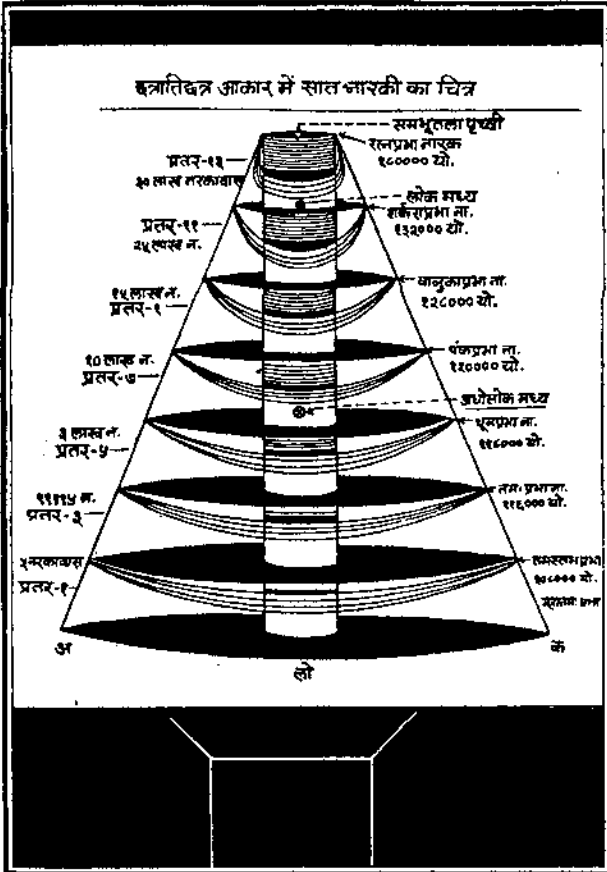 छत्रातिछत्र आकार में सात नारकी का चित्र
समभूतला पृथ्वी
रत्नप्रभा नारक
१८०००० यो.
प्रतर-१३
३० लाख नरकावास
लोक मध्य
शर्कराप्रभा ना.
१३२००० यो.
प्रतर-११
२५ लाख न.
वालुकाप्रभा ना.
१२८००० यो.
१५ लाख न.
प्रतर-९
पंकप्रभा ना.
१२०००० यो.
१० लाख न.
प्रतर-७
अधोलोक मध्य
धूमप्रभा ना.
११८००० यो.
३ लाख न.
प्रतर-५
तमःप्रभा ना.
११६००० यो.
९९९९५ न.
प्रतर-३
तमस्तमप्रभा
१०८००० यो.
५ नरकावास
प्रतर-१
अ
लो
क